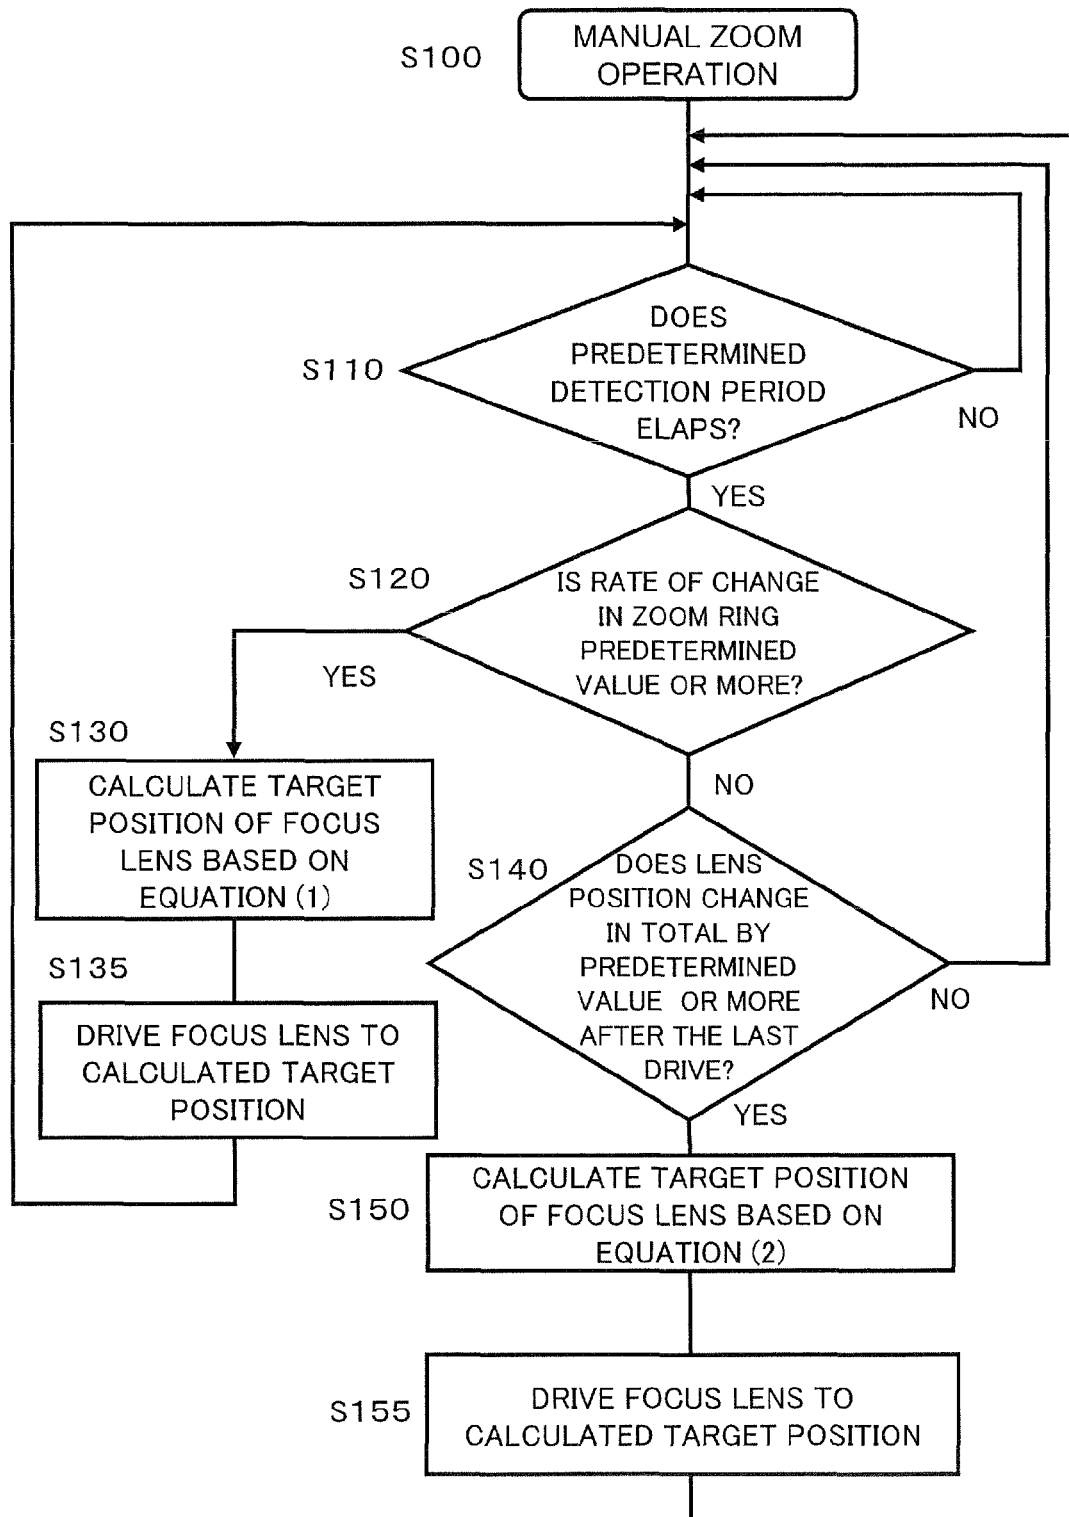 S100
MANUAL ZOOM
OPERATION
S110
DOES
PREDETERMINED
DETECTION PERIOD
ELAPS?
NO
YES
S120
IS RATE OF CHANGE
IN ZOOM RING
PREDETERMINED
VALUE OR MORE?
YES
NO
S130
CALCULATE TARGET
POSITION OF FOCUS
LENS BASED ON
EQUATION (1)
S135
DRIVE FOCUS LENS TO
CALCULATED TARGET
POSITION
S140
DOES LENS
POSITION CHANGE
IN TOTAL BY
PREDETERMINED
VALUE OR MORE
AFTER THE LAST
DRIVE?
NO
YES
S150
CALCULATE TARGET POSITION
OF FOCUS LENS BASED ON
EQUATION (2)
S155
DRIVE FOCUS LENS TO
CALCULATED TARGET POSITION